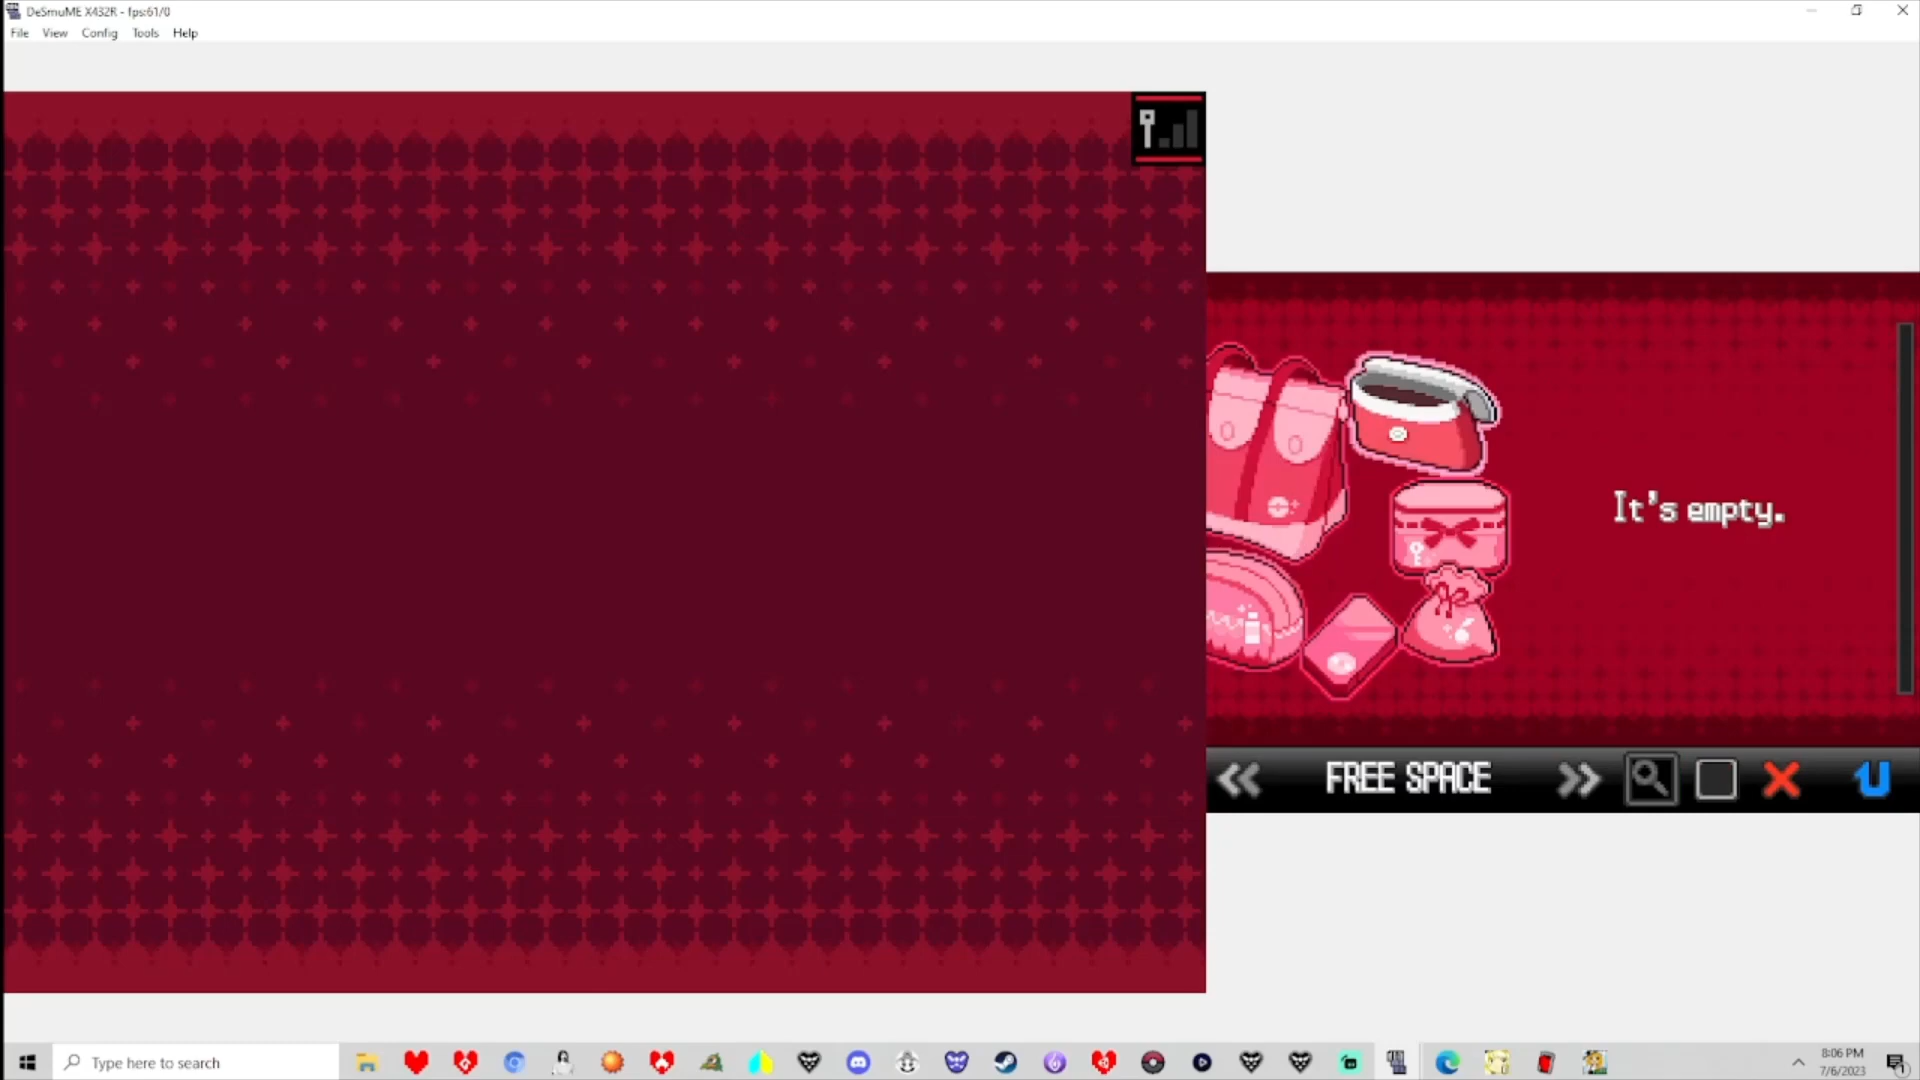 DeSmuME X432R - fps:61/0
File View Config Tools Help
It's empty.
FREE SPACE
Type here to search
8:06 PM
7/6/2023